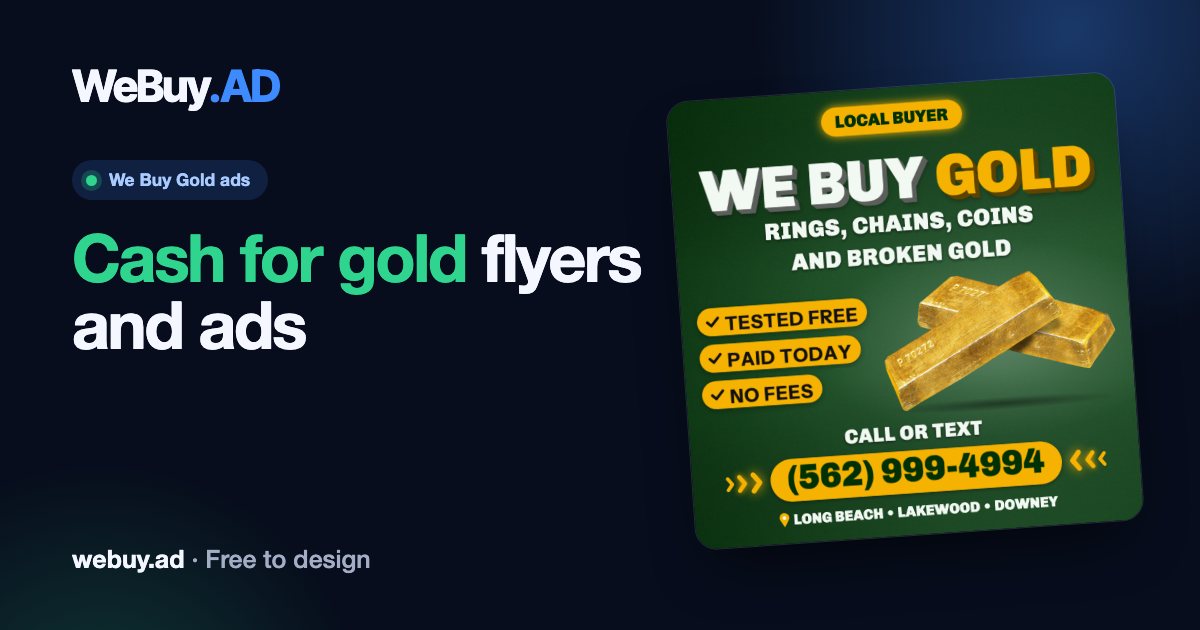 WeBuy.AD
We Buy Gold ads
Cash for gold flyers
and ads
webuy.ad · Free to design
LOCAL BUYER
WE BUY GOLD
RINGS, CHAINS, COINS
AND BROKEN GOLD
✓ TESTED FREE
✓ PAID TODAY
✓ NO FEES
P 70272
CALL OR TEXT
››› (562) 999-4994 ‹‹‹
LONG BEACH • LAKEWOOD • DOWNEY